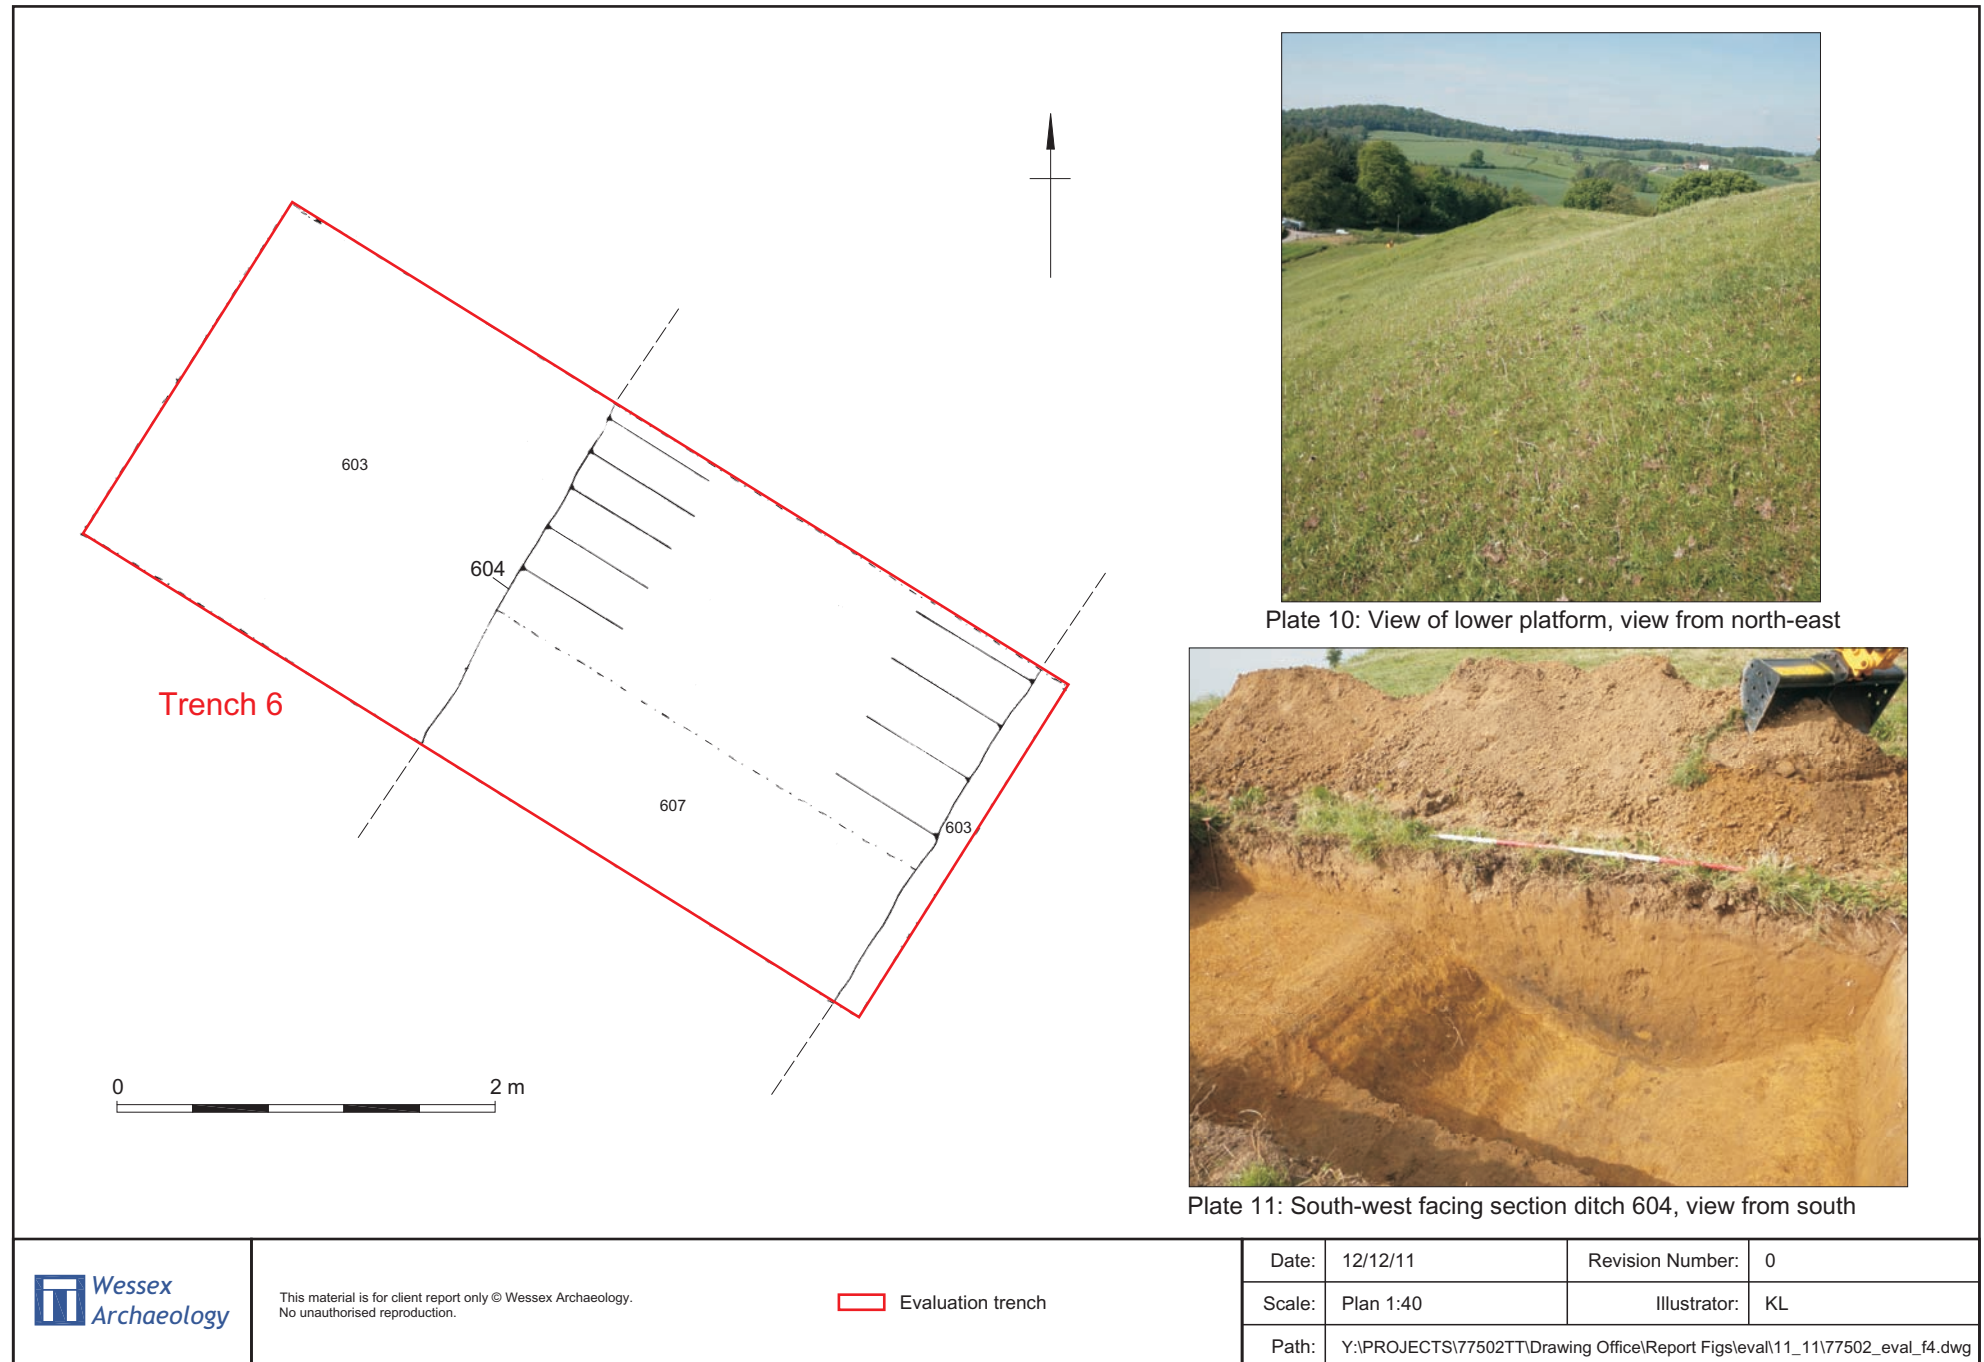 603
604
Trench 6
607
603
0 2 m
Plate 10: View of lower platform, view from north-east
Plate 11: South-west facing section ditch 604, view from south
Wessex
Archaeology
This material is for client report only © Wessex Archaeology.
No unauthorised reproduction.
Evaluation trench
Date: 12/12/11 Revision Number: 0
Scale: Plan 1:40 Illustrator: KL
Path: Y:\PROJECTS\77502TT\Drawing Office\Report Figs\eval\11_11\77502_eval_f4.dwg